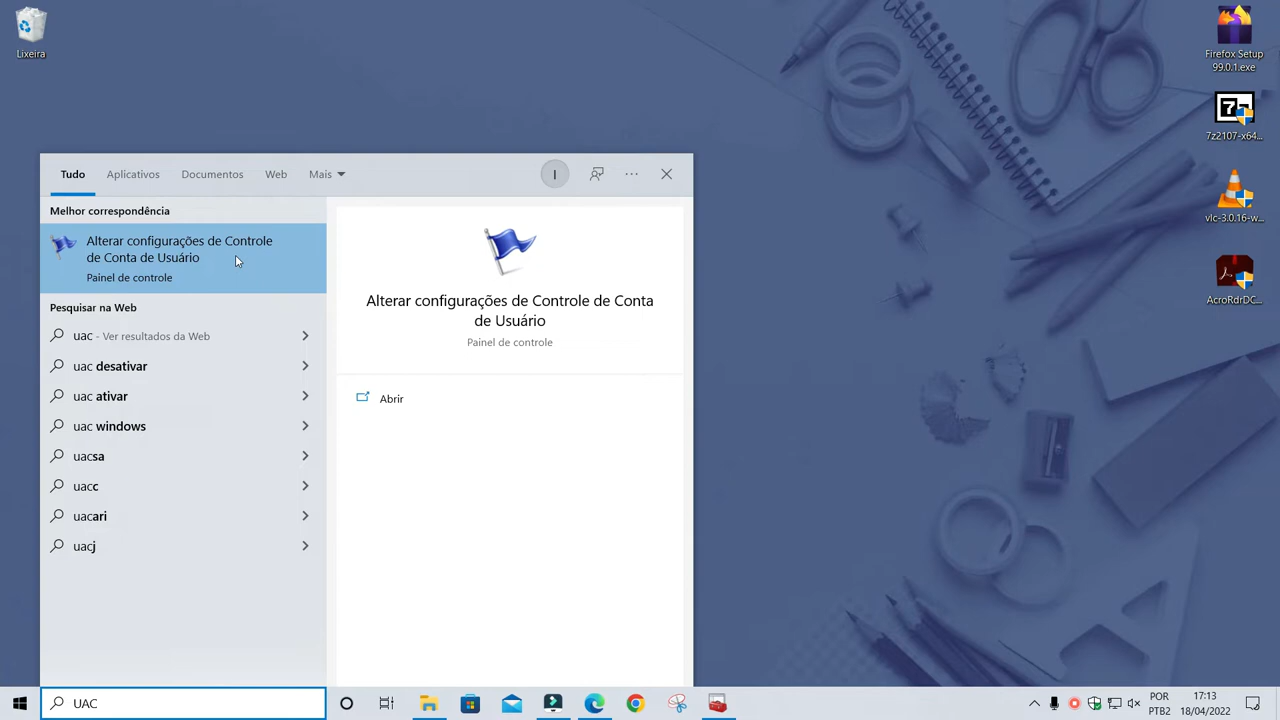 Lixeira
Firefox Setup
99.0.1.exe
7z2107-x64...
vlc-3.0.16-w...
AcroRdrDC...
Tudo Aplicativos Documentos Web Mais
I
Melhor correspondência
Alterar configurações de Controle
de Conta de Usuário
Painel de controle
Pesquisar na Web
uac - Ver resultados da Web
uac desativar
uac ativar
uac windows
uacsa
uacc
uacari
uacj
Alterar configurações de Controle de Conta
de Usuário
Painel de controle
Abrir
UAC
POR
PTB2
17:13
18/04/2022